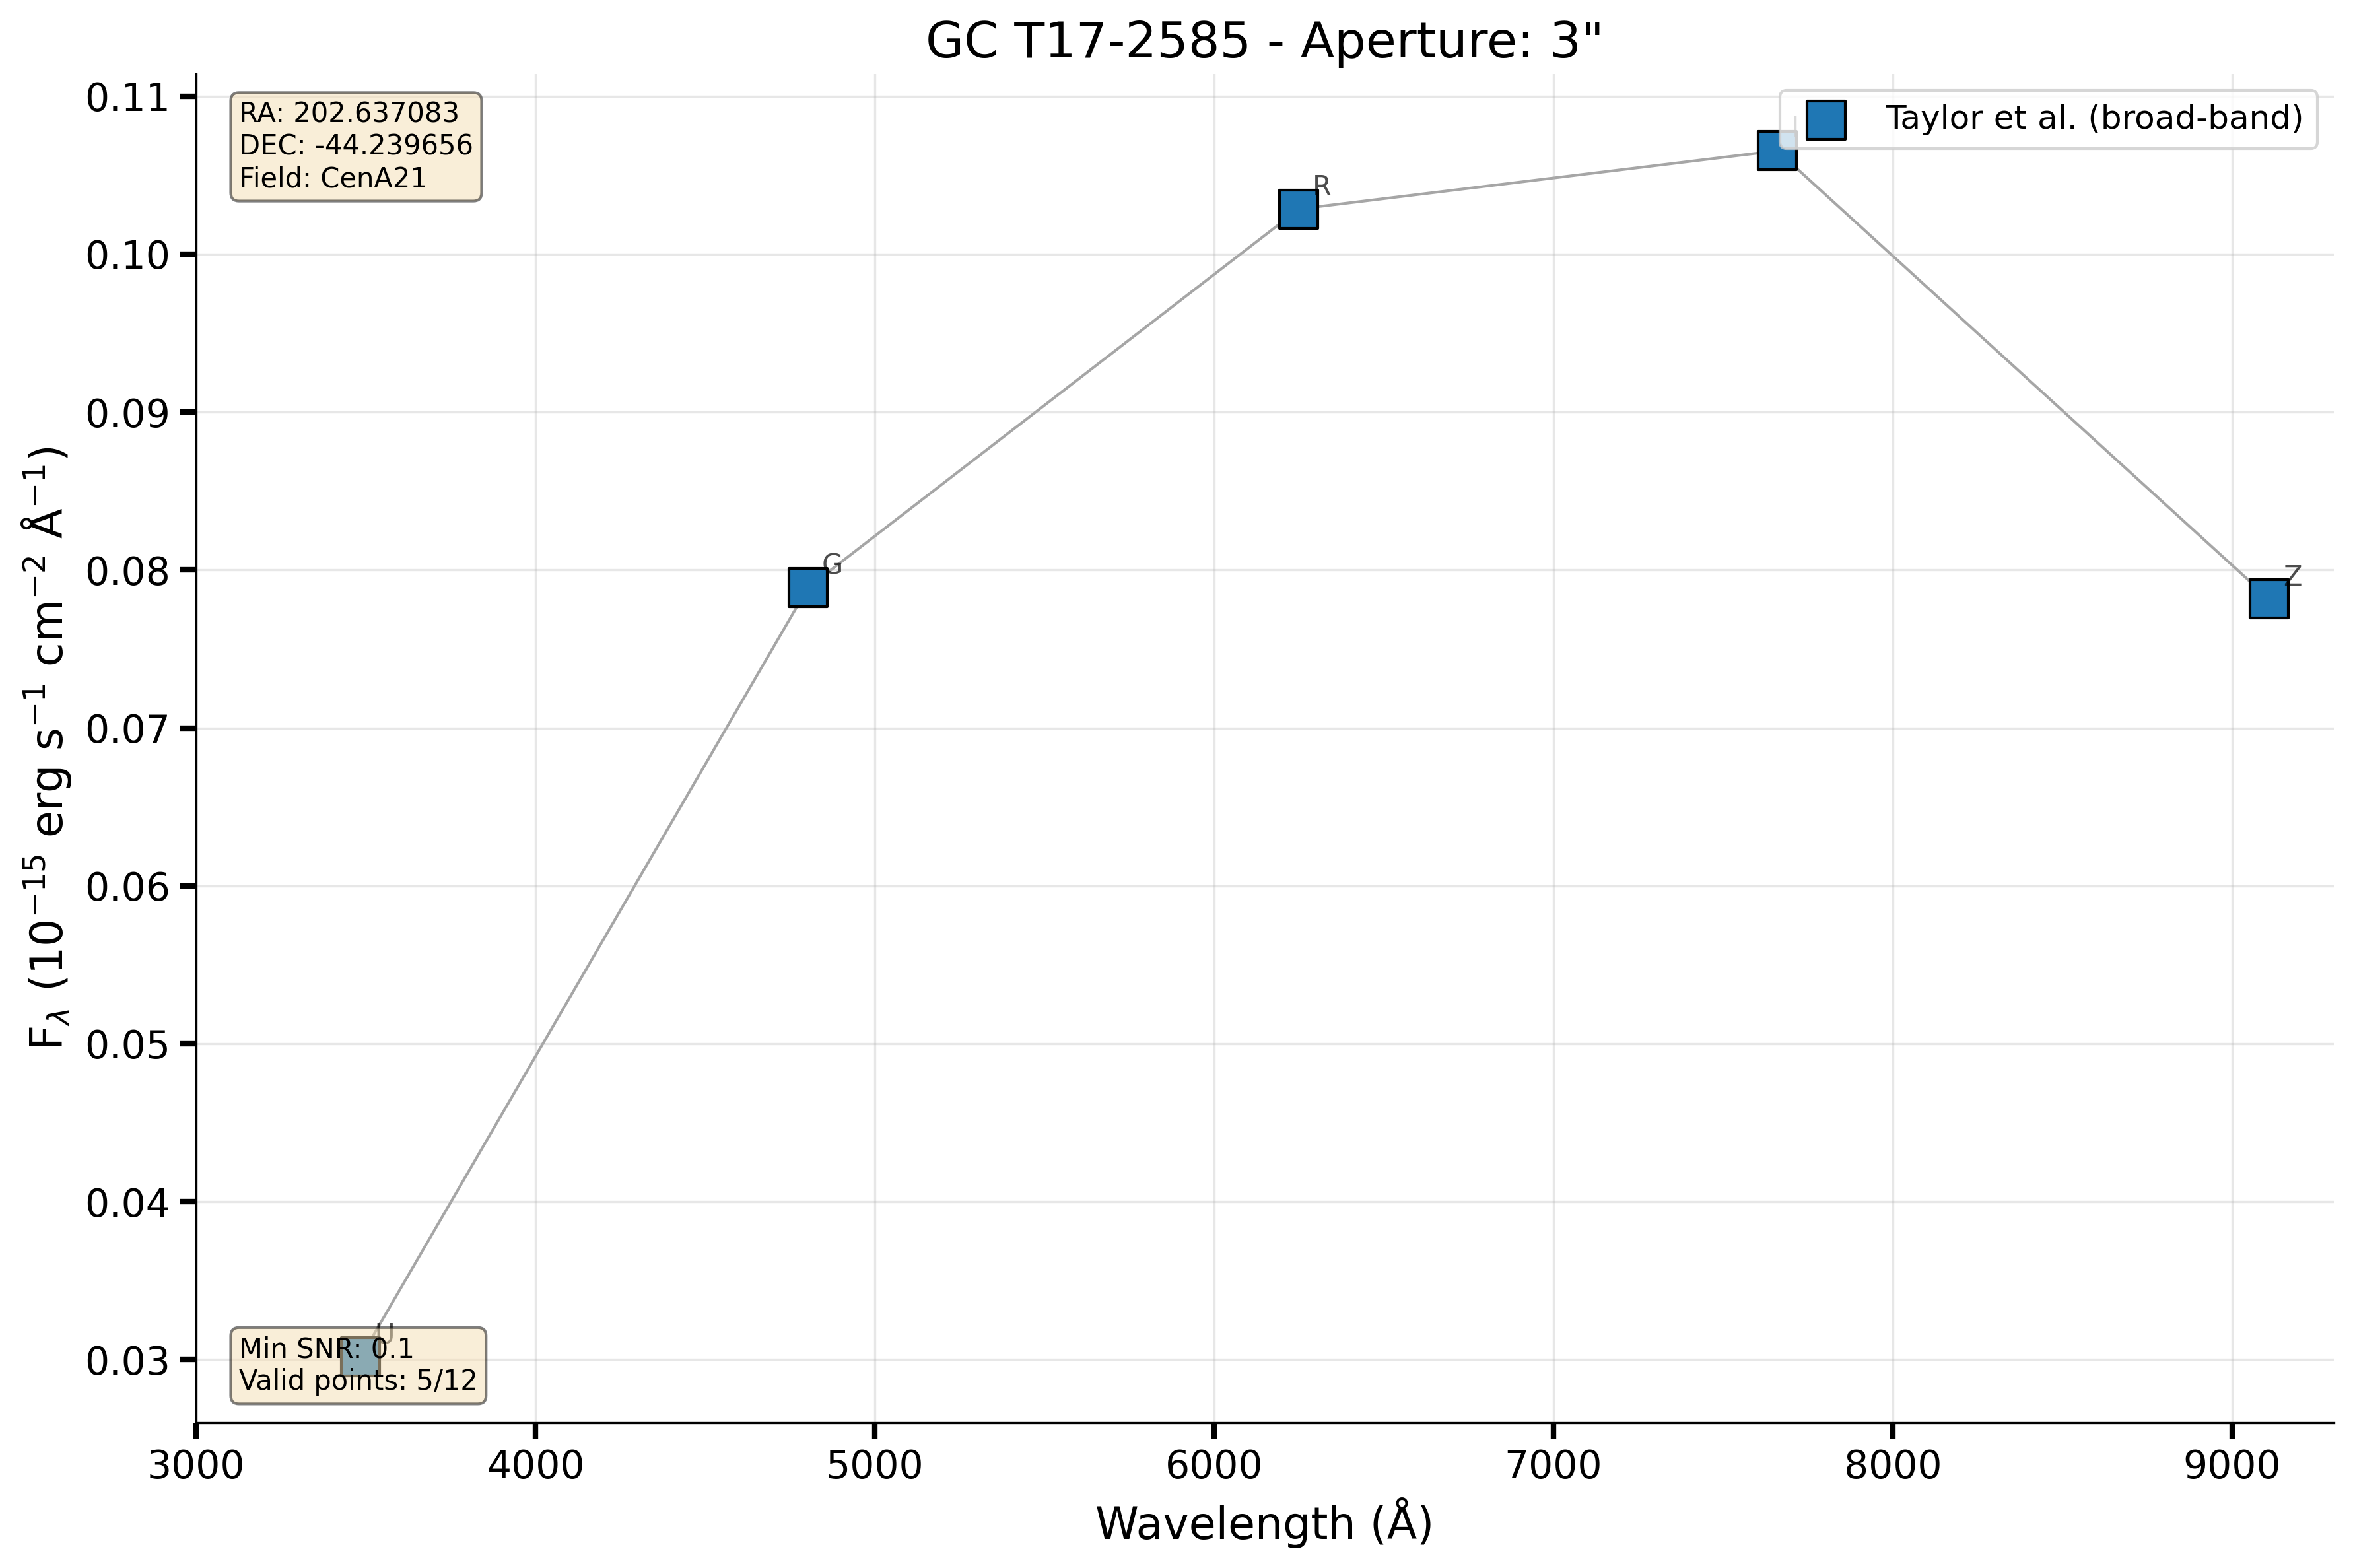 GC T17-2585 - Aperture: 3"
RA: 202.637083
DEC: -44.239656
Field: CenA21
Taylor et al. (broad-band)
0.11
0.10
0.09
0.08
0.07
0.06
0.05
0.04
0.03
F_λ (10⁻¹⁵ erg s⁻¹ cm⁻² Å⁻¹)
U
G
R
I
Z
Min SNR: 0.1
Valid points: 5/12
3000 4000 5000 6000 7000 8000 9000
Wavelength (Å)